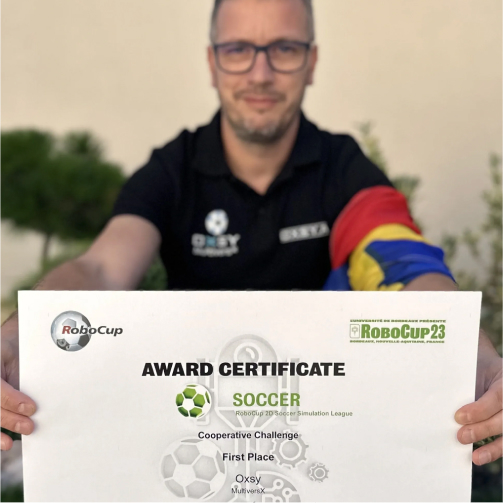 OXSY
OXSY
RoboCup
L'UNIVERSITÉ DE BORDEAUX PRÉSENTE
ROBOCUP23
BORDEAUX, NOUVELLE-AQUITAINE, FRANCE
AWARD CERTIFICATE
SOCCER
RoboCup 2D Soccer Simulation League
Cooperative Challenge
First Place
Oxsy
MultiversX